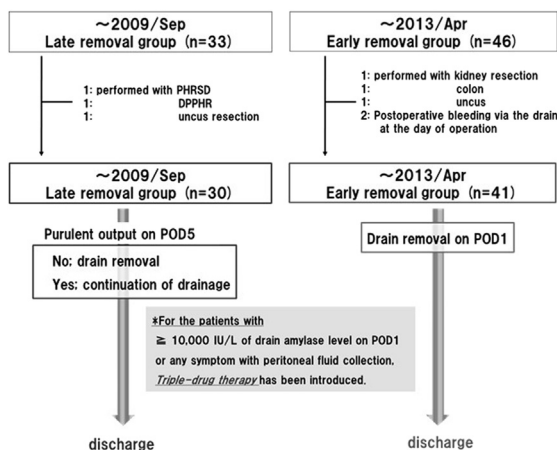 ~2009/Sep
Late removal group (n=33)
1: performed with PHRSD
1: DPPHR
1: uncus resection
~2009/Sep
Late removal group (n=30)
Purulent output on POD5
No: drain removal
Yes: continuation of drainage
~2013/Apr
Early removal group (n=46)
1: performed with kidney resection
1: colon
1: uncus
2: Postoperative bleeding via the drain
at the day of operation
~2013/Apr
Early removal group (n=41)
Drain removal on POD1
*For the patients with
≧ 10,000 IU/L of drain amylase level on POD1
or any symptom with peritoneal fluid collection,
Triple-drug therapy has been introduced.
discharge
discharge